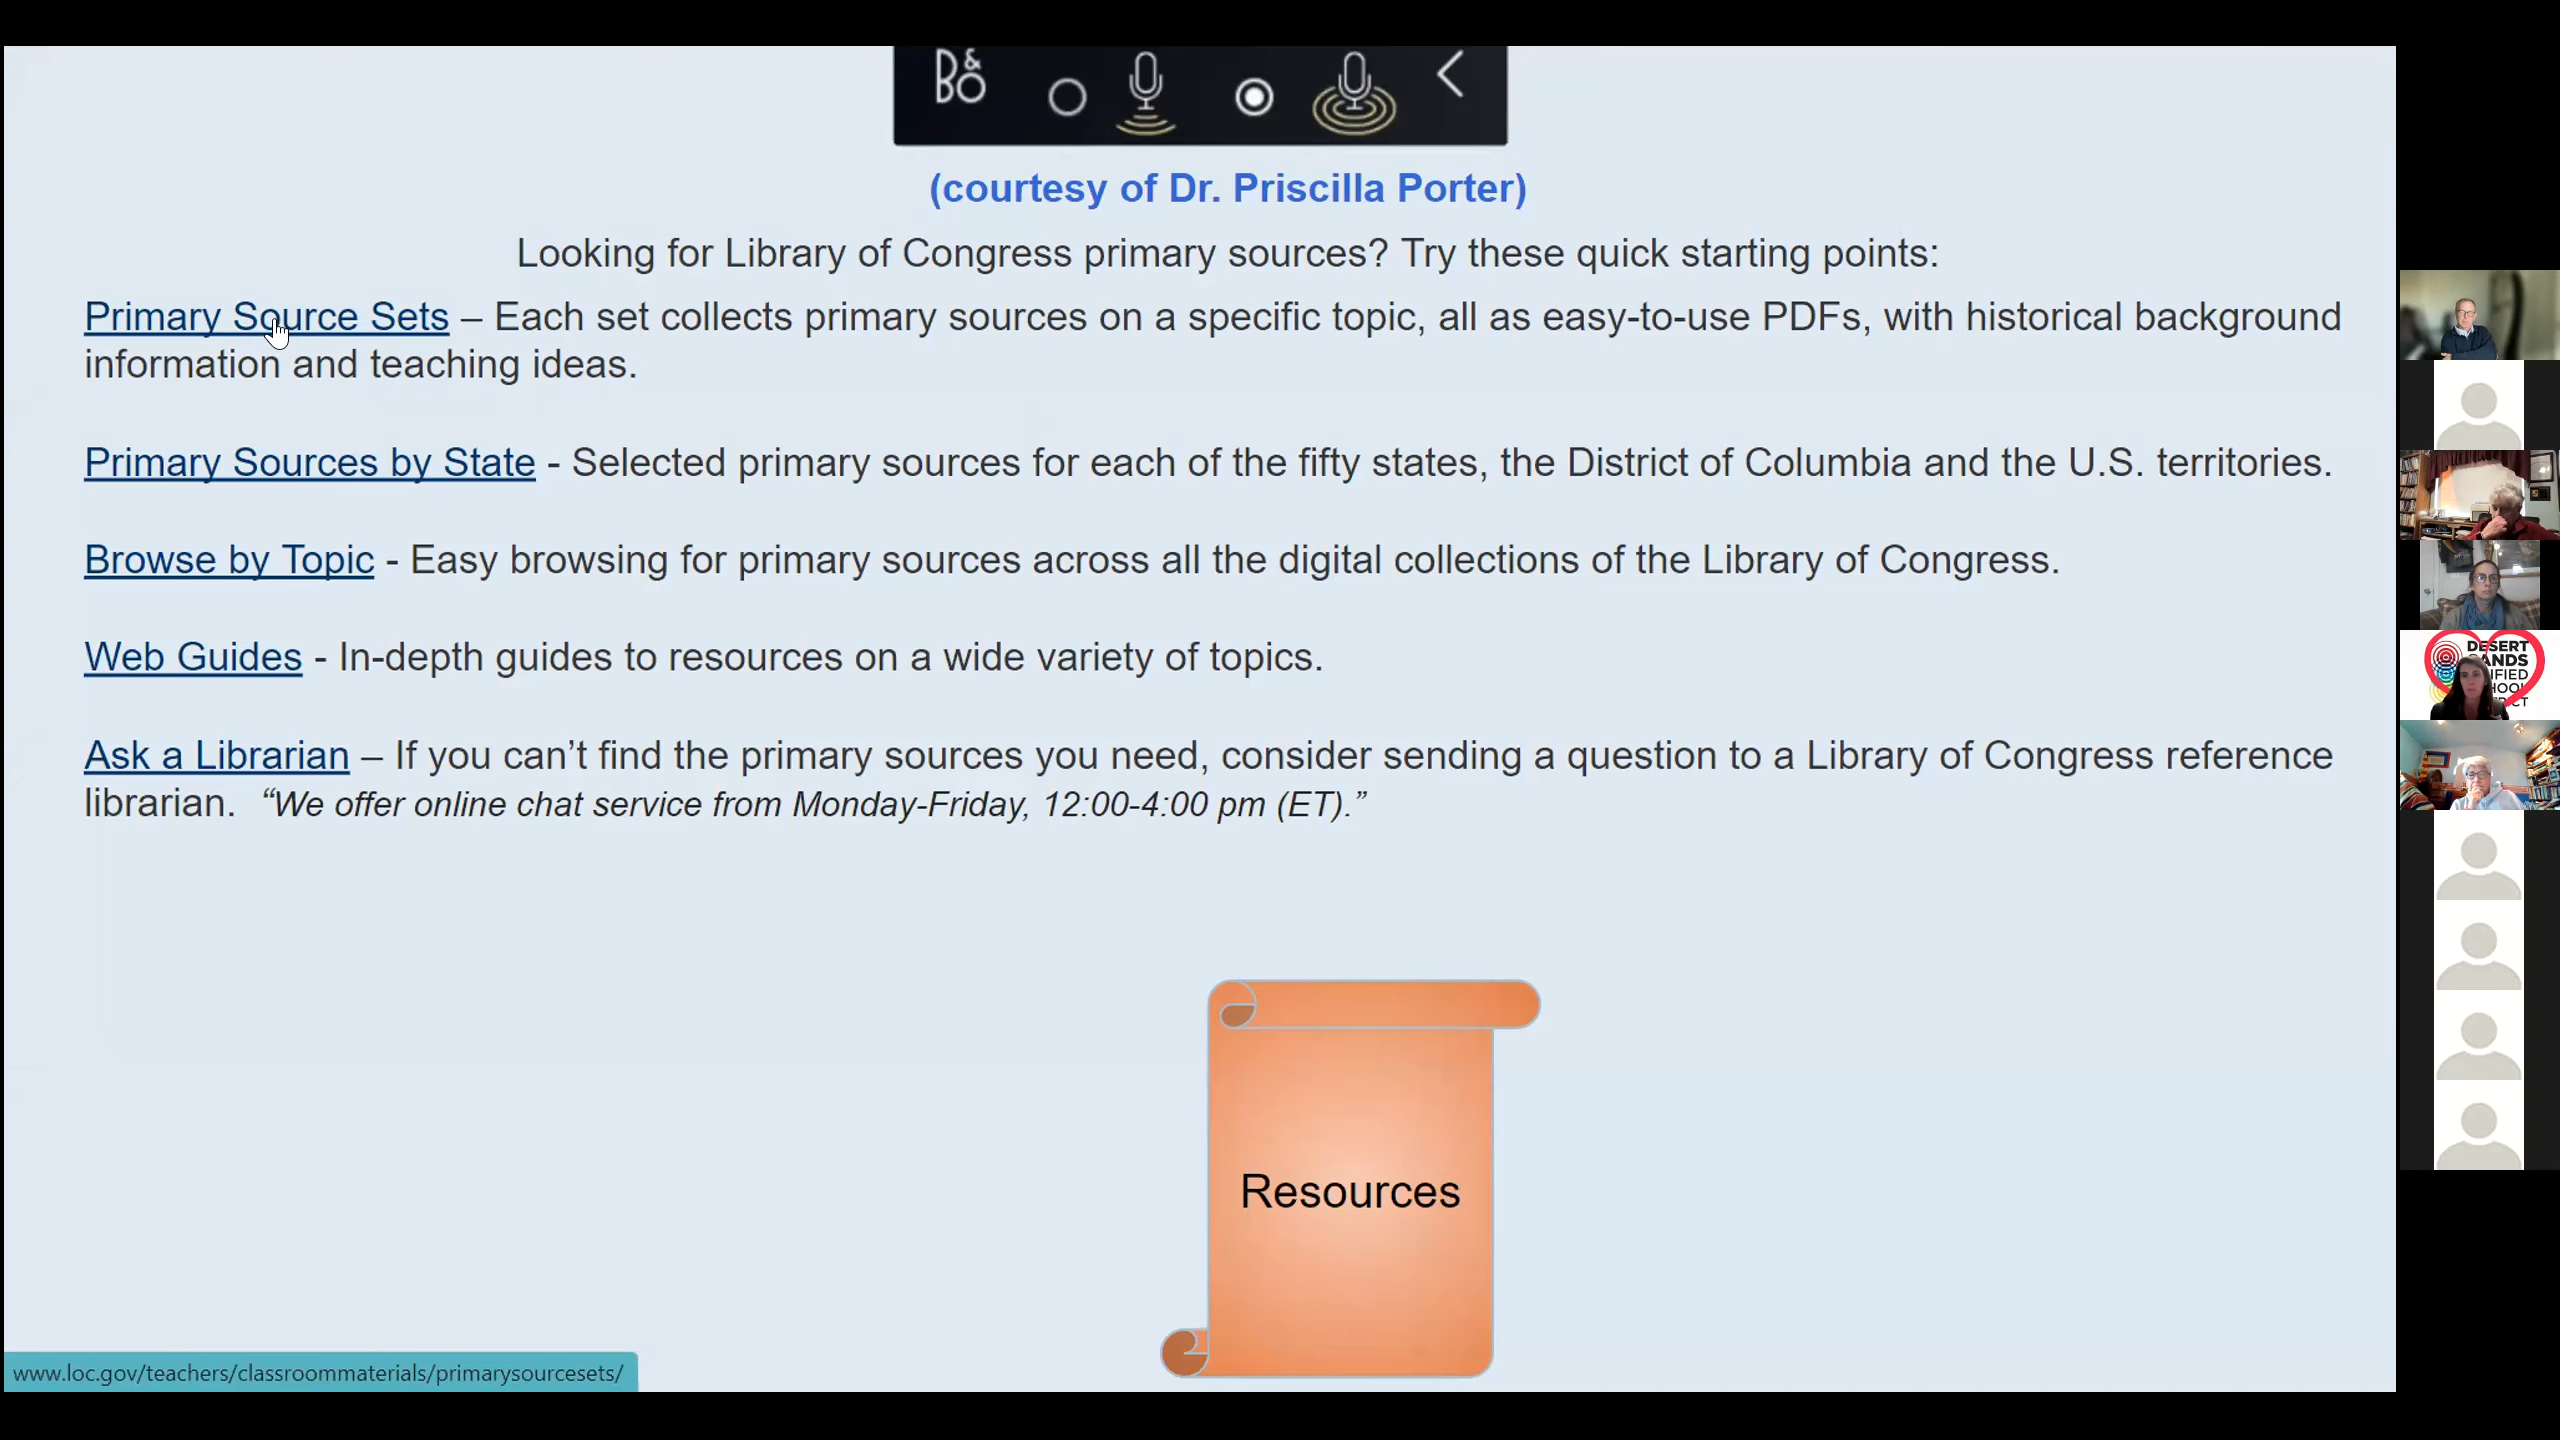 B&O
(courtesy of Dr. Priscilla Porter)
Looking for Library of Congress primary sources? Try these quick starting points:
Primary Source Sets – Each set collects primary sources on a specific topic, all as easy-to-use PDFs, with historical background
information and teaching ideas.
Primary Sources by State - Selected primary sources for each of the fifty states, the District of Columbia and the U.S. territories.
Browse by Topic - Easy browsing for primary sources across all the digital collections of the Library of Congress.
Web Guides - In-depth guides to resources on a wide variety of topics.
Ask a Librarian – If you can’t find the primary sources you need, consider sending a question to a Library of Congress reference
librarian. “We offer online chat service from Monday-Friday, 12:00-4:00 pm (ET).”
Resources
www.loc.gov/teachers/classroommaterials/primarysourcesets/
DESERT